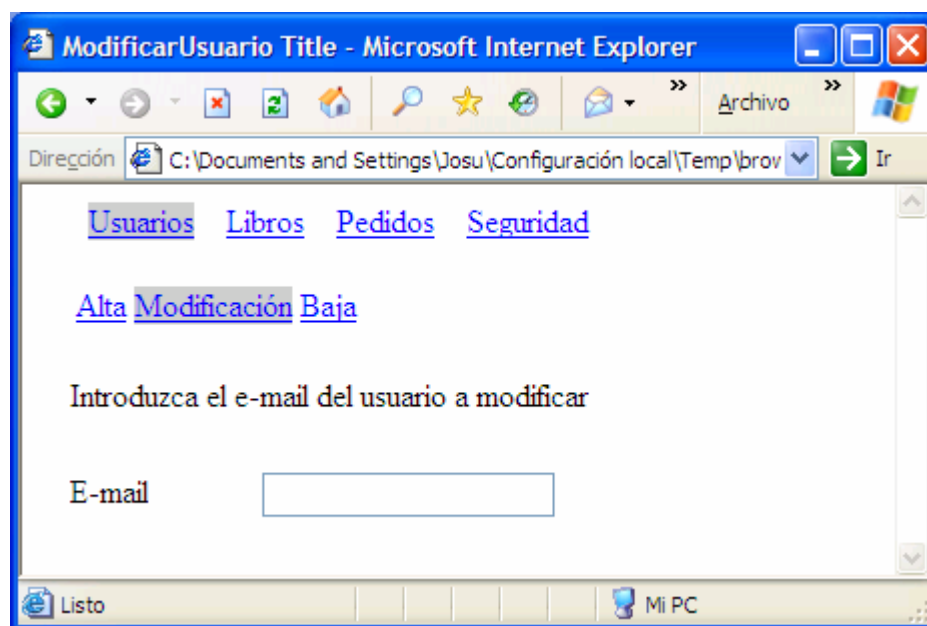 ModificarUsuario Title - Microsoft Internet Explorer
Archivo
Dirección C:\Documents and Settings\Josu\Configuración local\Temp\brov Ir
Usuarios Libros Pedidos Seguridad
Alta Modificación Baja
Introduzca el e-mail del usuario a modificar
E-mail
Listo Mi PC